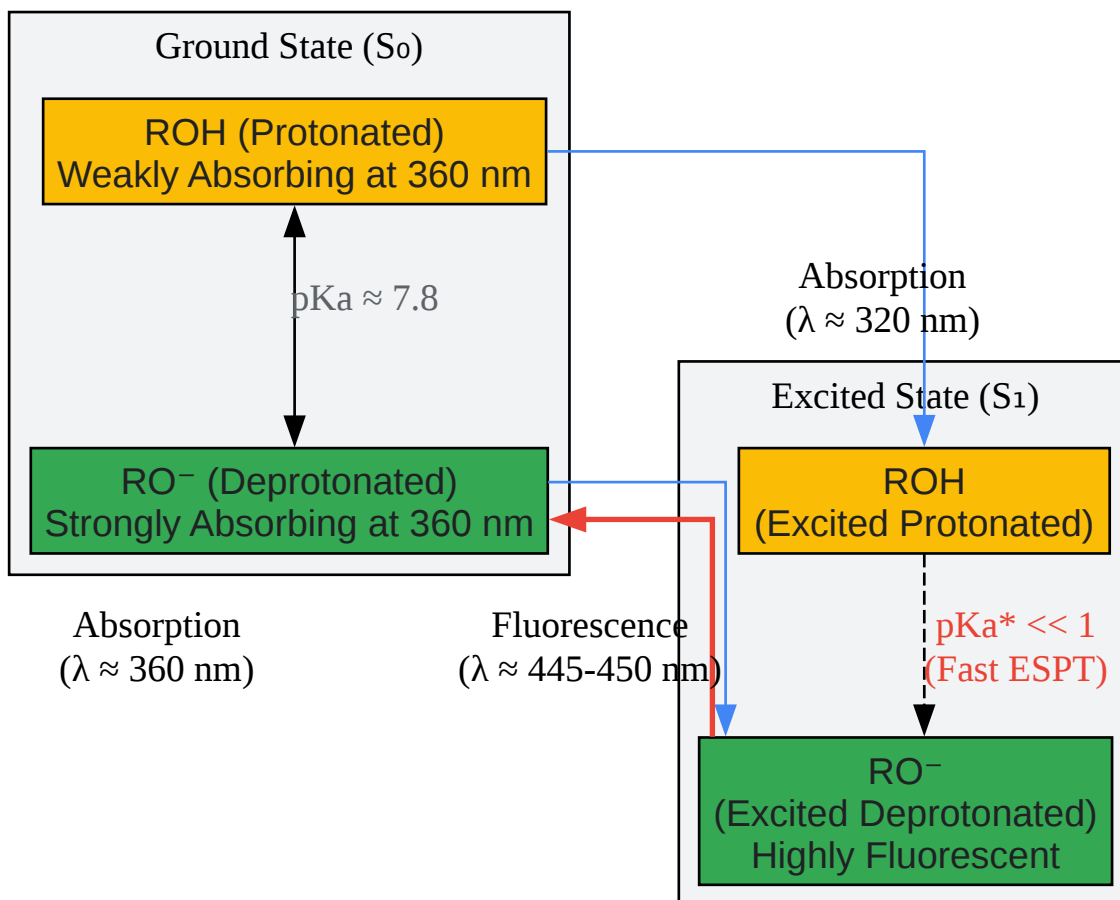 Ground State (S₀)
ROH (Protonated)
Weakly Absorbing at 360 nm
pKa ≈ 7.8
RO⁻ (Deprotonated)
Strongly Absorbing at 360 nm
Absorption
(λ ≈ 320 nm)
Excited State (S₁)
ROH
(Excited Protonated)
Absorption
(λ ≈ 360 nm)
Fluorescence
(λ ≈ 445-450 nm)
pKa* << 1
(Fast ESPT)
RO⁻
(Excited Deprotonated)
Highly Fluorescent